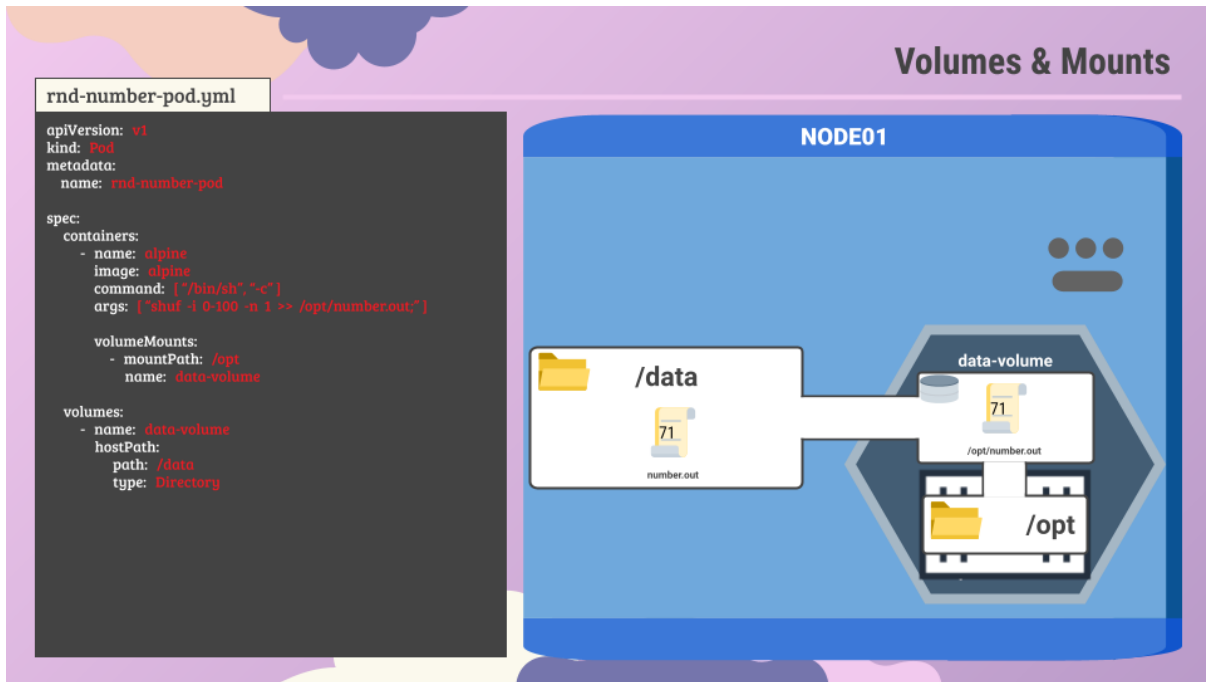 Volumes & Mounts
rnd-number-pod.yml
apiVersion: v1
kind: Pod
metadata:
name: rnd-number-pod
spec:
containers:
- name: alpine
image: alpine
command: [ “/bin/sh”, “-c” ]
args: [ “shuf -i 0-100 -n 1 >> /opt/number.out;” ]
volumeMounts:
- mountPath: /opt
name: data-volume
volumes:
- name: data-volume
hostPath:
path: /data
type: Directory
NODE01
/data
71
number.out
data-volume
71
/opt/number.out
/opt